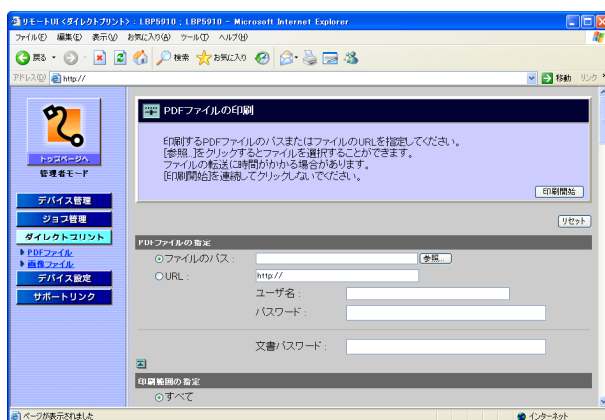 リモートUI <ダイレクトプリント> : LBP5910 ; LBP5910 - Microsoft Internet Explorer
ファイル(F) 編集(E) 表示(V) お気に入り(A) ツール(T) ヘルプ(H)
戻る 検索 お気に入り
アドレス(D) http:// 移動 リンク »
トップページへ
管理者モード
デバイス管理
ジョブ管理
ダイレクトプリント
PDFファイル
画像ファイル
デバイス設定
サポートリンク
PDFファイルの印刷
印刷するPDFファイルのパスまたはファイルのURLを指定してください。
[参照...]をクリックするとファイルを選択することができます。
ファイルの転送に時間がかかる場合があります。
[印刷開始]を連続してクリックしないでください。
印刷開始
リセット
PDFファイルの指定
ファイルのパス : 参照...
URL : http://
ユーザ名 :
パスワード :
文書パスワード :
印刷範囲の指定
すべて
ページが表示されました インターネット